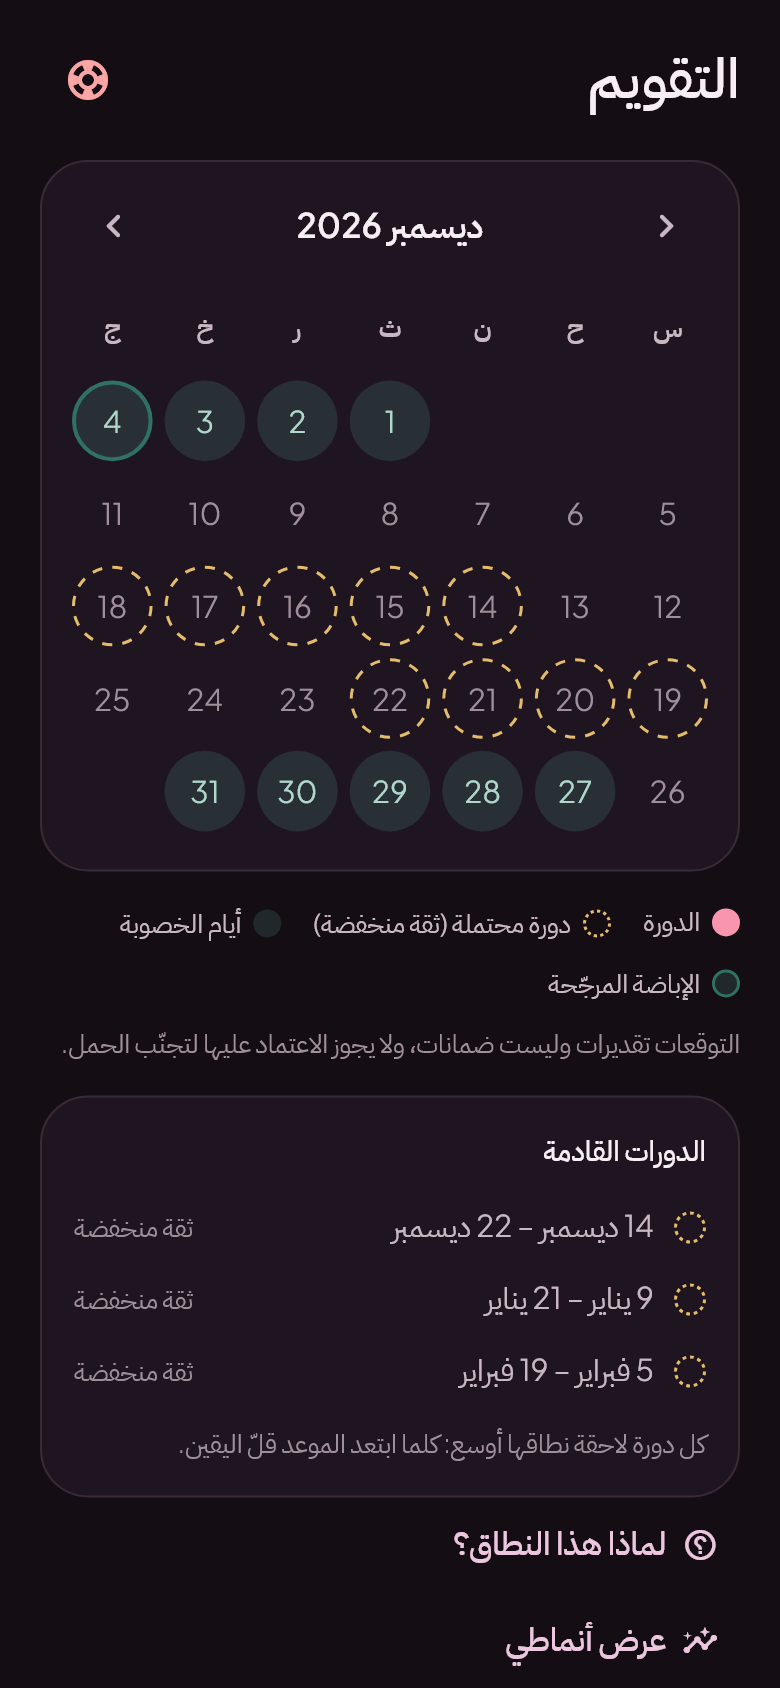 التقويم
ديسمبر 2026
س ح ن ث ر خ ج
1 2 3 4
5 6 7 8 9 10 11
12 13 14 15 16 17 18
19 20 21 22 23 24 25
26 27 28 29 30 31
الدورة دورة محتملة (ثقة منخفضة) أيام الخصوبة
الإباضة المرجّحة
التوقعات تقديرات وليست ضمانات، ولا يجوز الاعتماد عليها لتجنّب الحمل.
الدورات القادمة
14 ديسمبر – 22 ديسمبر ثقة منخفضة
9 يناير – 21 يناير ثقة منخفضة
5 فبراير – 19 فبراير ثقة منخفضة
كل دورة لاحقة نطاقها أوسع: كلما ابتعد الموعد قلّ اليقين.
لماذا هذا النطاق؟
عرض أنماطي